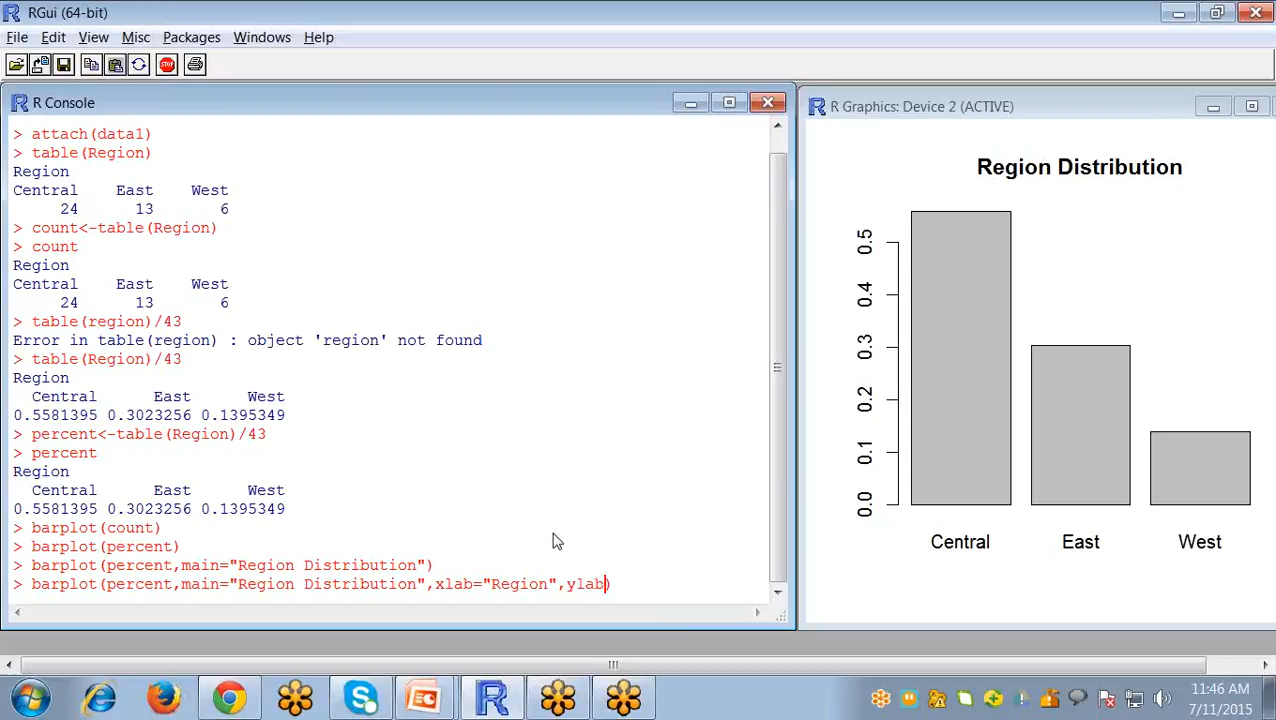 RGui (64-bit)
File Edit View Misc Packages Windows Help
STOP
R Console
> attach(data1)
> table(Region)
Region
Central    East    West
     24      13       6
> count<-table(Region)
> count
Region
Central    East    West
     24      13       6
> table(region)/43
Error in table(region) : object 'region' not found
> table(Region)/43
Region
  Central      East      West
0.5581395 0.3023256 0.1395349
> percent<-table(Region)/43
> percent
Region
  Central      East      West
0.5581395 0.3023256 0.1395349
> barplot(count)
> barplot(percent)
> barplot(percent,main="Region Distribution")
> barplot(percent,main="Region Distribution",xlab="Region",ylab)
R Graphics: Device 2 (ACTIVE)
Region Distribution
0.5
0.4
0.3
0.2
0.1
0.0
Central East West
11:46 AM
7/11/2015